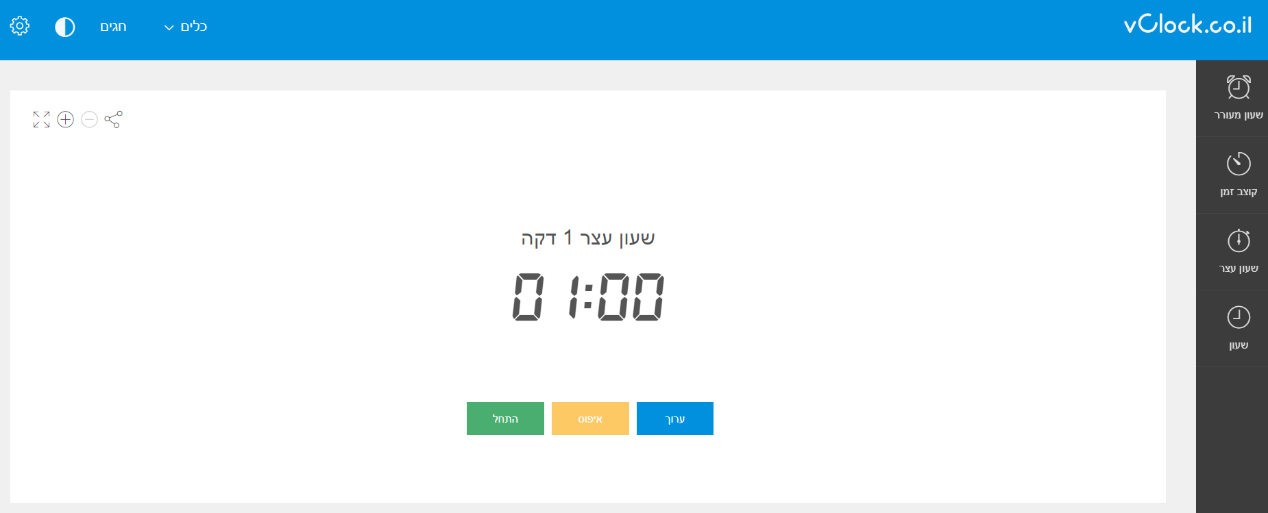 vClock.co.il
כלים
חגים
שעון מעורר
קוצב זמן
שעון עצר
שעון
שעון עצר 1 דקה
01:00
ערוך
איפוס
התחל